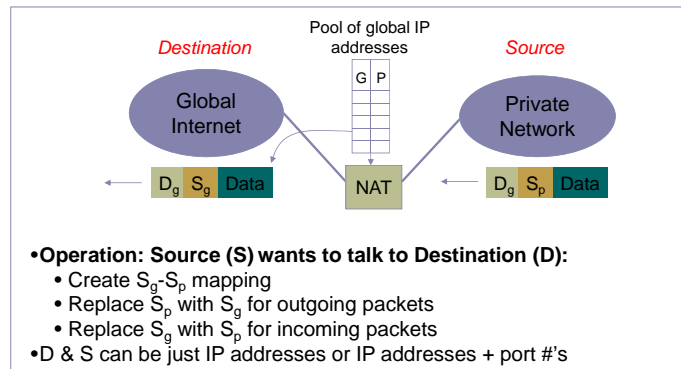 Pool of global IP
addresses
Destination
Source
G P
Global
Internet
Private
Network
NAT
Dg Sg Data
Dg Sp Data
•Operation: Source (S) wants to talk to Destination (D):
• Create Sg-Sp mapping
• Replace Sp with Sg for outgoing packets
• Replace Sg with Sp for incoming packets
•D & S can be just IP addresses or IP addresses + port #'s